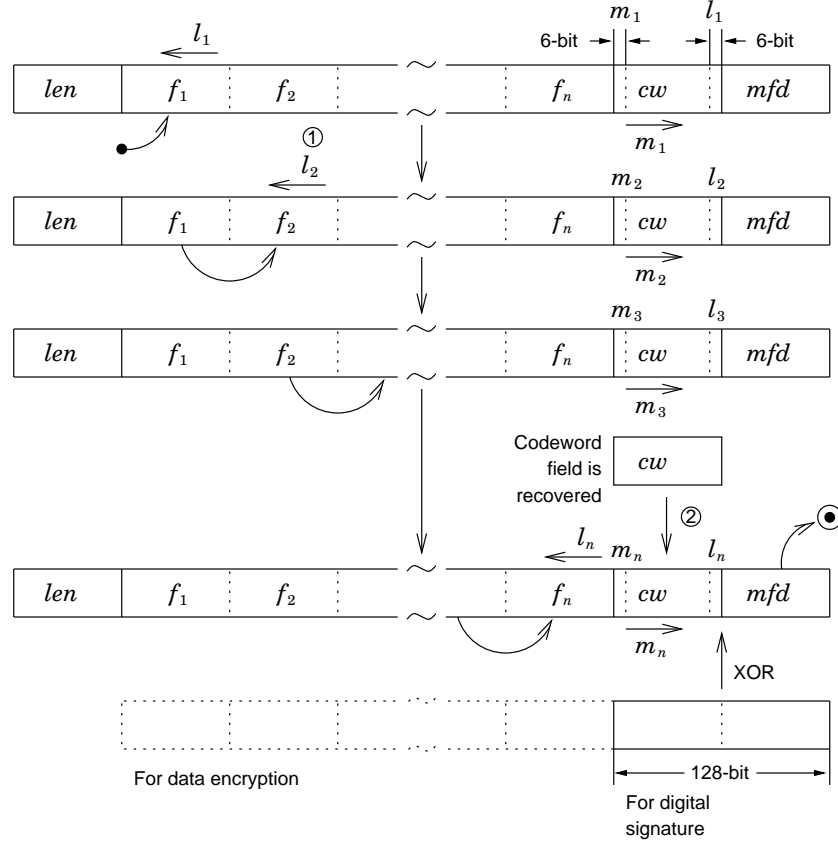 m₁ l₁
l₁ 6-bit 6-bit
len f₁ f₂ fₙ cw mfd
m₁
①
l₂ m₂ l₂
len f₁ f₂ fₙ cw mfd
m₂
m₃ l₃
len f₁ f₂ fₙ cw mfd
m₃
Codeword
field is
recovered
cw
②
lₙ mₙ lₙ
len f₁ f₂ fₙ cw mfd
mₙ
XOR
For data encryption
128-bit
For digital
signature